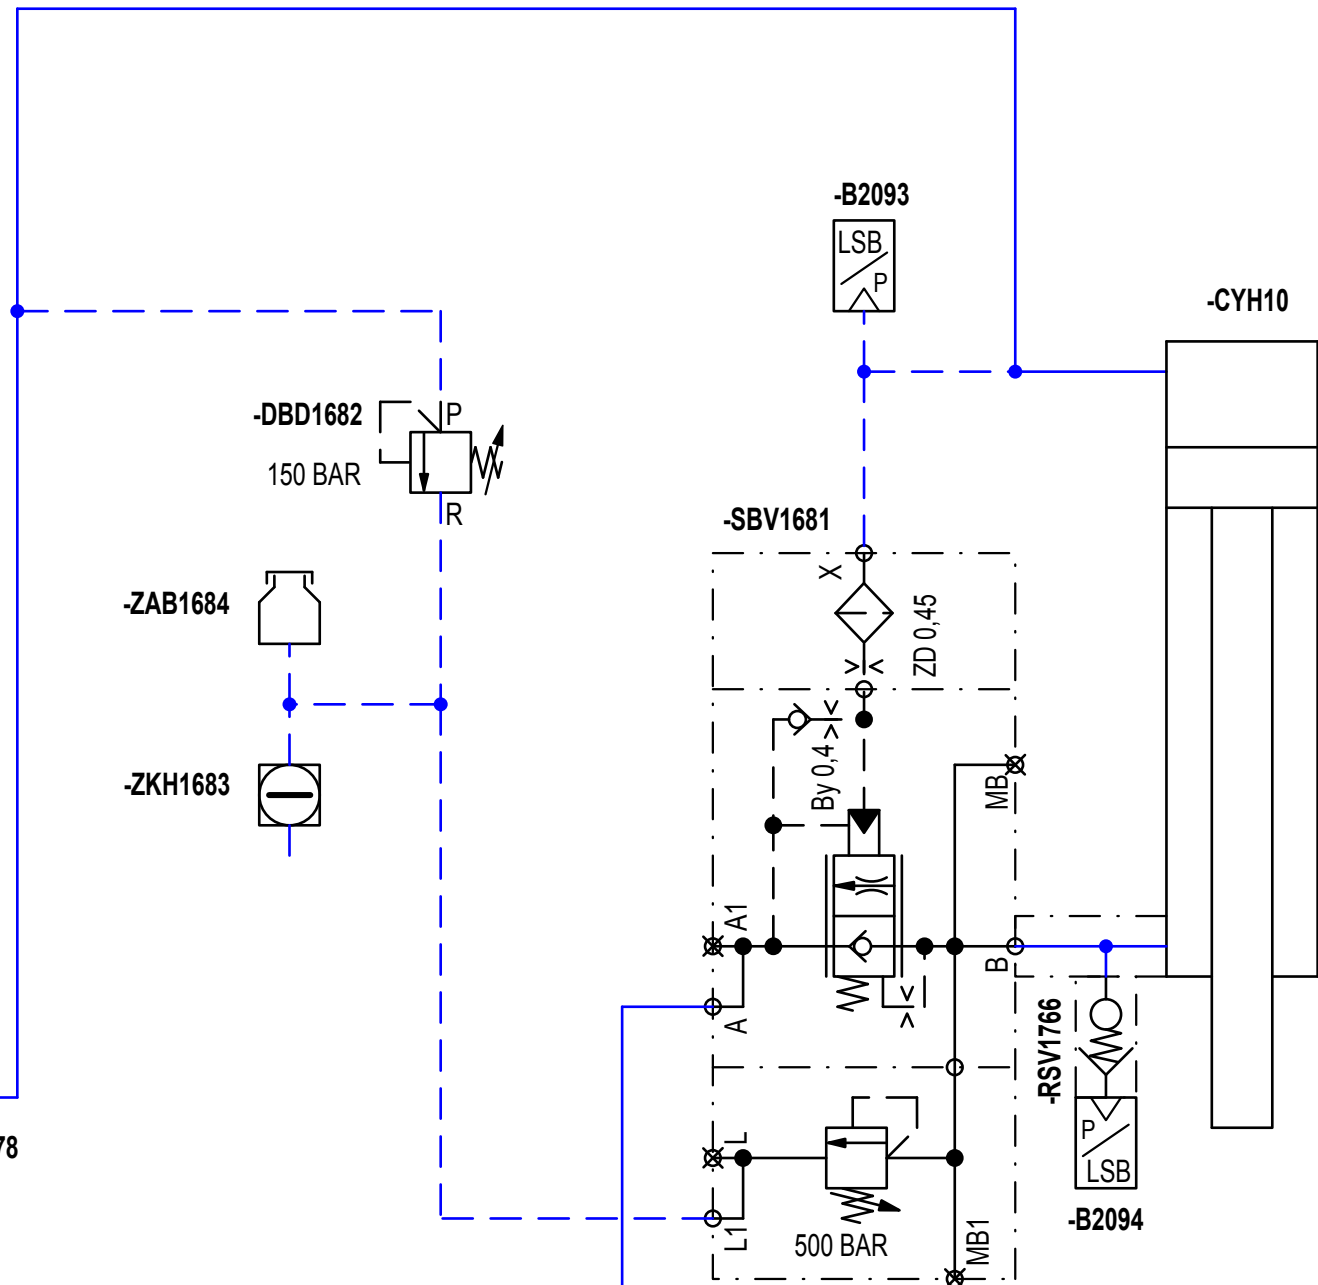 -B2093
LSB
P
-CYH10
-DBD1682
P
150 BAR
R
-SBV1681
X
ZD 0,45
-ZAB1684
By 0,4
-ZKH1683
MB
A1
B
A
-RSV1766
78
L
P
LSB
L1
500 BAR
MB1
-B2094